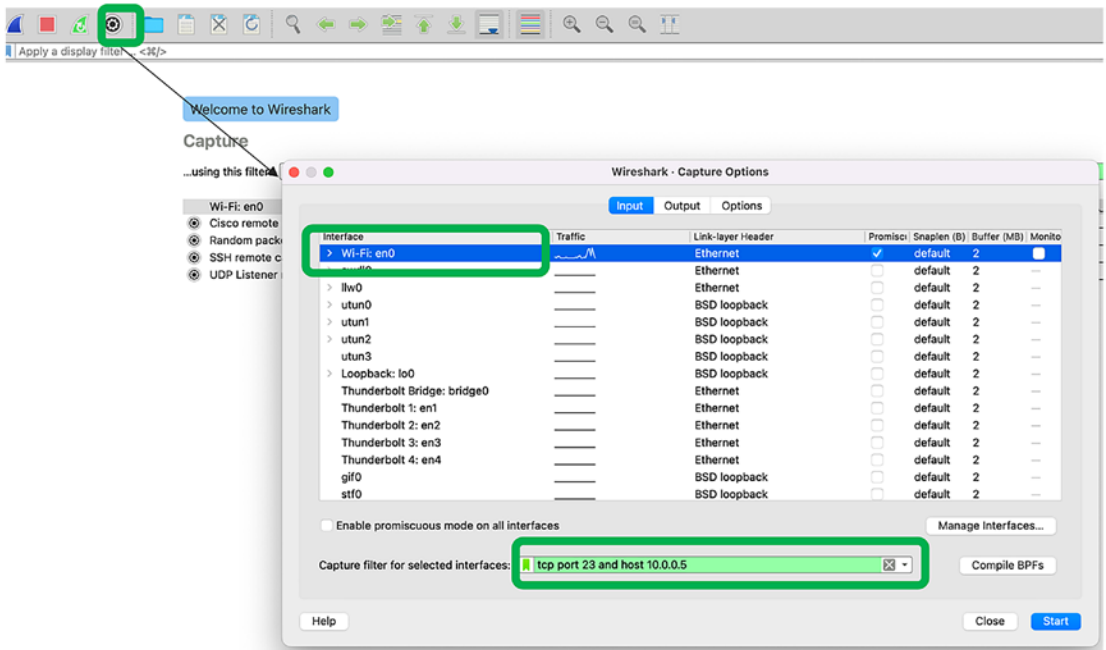 Apply a display filter ... <⌘/>
Welcome to Wireshark
Capture
...using this filter:
Wi-Fi: en0
Cisco remote
Random pack
SSH remote c
UDP Listener
Wireshark · Capture Options
Input Output Options
Interface Traffic Link-layer Header Promisc Snaplen (B) Buffer (MB) Monito
Wi-Fi: en0 Ethernet default 2
Ethernet default 2 —
llw0 Ethernet default 2 —
utun0 BSD loopback default 2 —
utun1 BSD loopback default 2 —
utun2 BSD loopback default 2 —
utun3 BSD loopback default 2 —
Loopback: lo0 BSD loopback default 2 —
Thunderbolt Bridge: bridge0 Ethernet default 2 —
Thunderbolt 1: en1 Ethernet default 2 —
Thunderbolt 2: en2 Ethernet default 2 —
Thunderbolt 3: en3 Ethernet default 2 —
Thunderbolt 4: en4 Ethernet default 2 —
gif0 BSD loopback default 2 —
stf0 BSD loopback default 2 —
Enable promiscuous mode on all interfaces
Manage Interfaces...
Capture filter for selected interfaces: tcp port 23 and host 10.0.0.5 Compile BPFs
Help Close Start